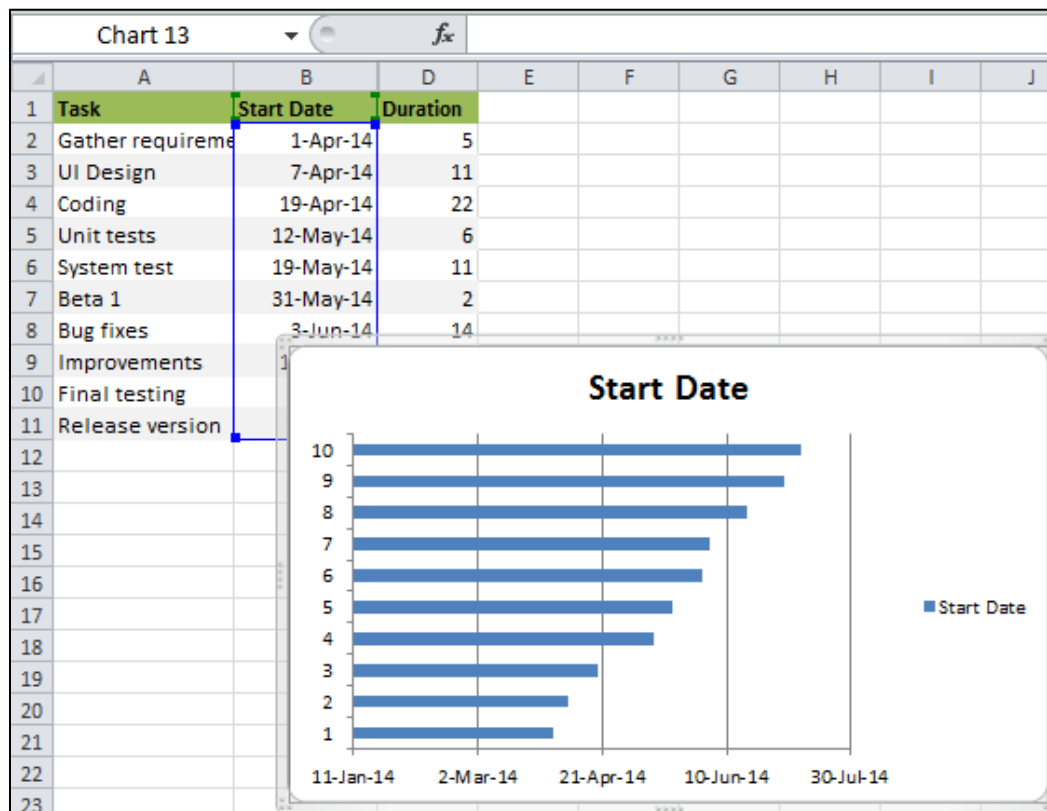 Chart 13 fx
A B D E F G H I J
1 Task Start Date Duration
2 Gather requireme 1-Apr-14 5
3 UI Design 7-Apr-14 11
4 Coding 19-Apr-14 22
5 Unit tests 12-May-14 6
6 System test 19-May-14 11
7 Beta 1 31-May-14 2
8 Bug fixes 3-Jun-14 14
9 Improvements 1
10 Final testing
11 Release version
12
13
14
15
16
17
18
19
20
21
22
23
Start Date
10
9
8
7
6
5
4
3
2
1
Start Date
11-Jan-14 2-Mar-14 21-Apr-14 10-Jun-14 30-Jul-14